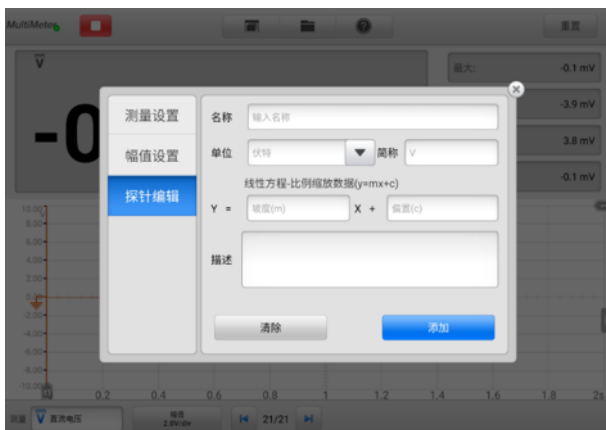 MultiMeter
重置
V
最大:
-0.1 mV
-0
-3.9 mV
3.8 mV
-0.1 mV
测量设置
幅值设置
探针编辑
名称 输入名称
单位 伏特 简称 V
线性方程-比例缩放数据(y=mx+c)
Y = 坡度(m) X + 偏置(c)
描述
清除 添加
10.00
8.00
6.00
4.00
2.00
0.00
-2.00
-4.00
-6.00
-8.00
-10.00
0.2 0.4 0.6 0.8 1 1.2 1.4 1.6 1.8 2s
测量 V 直流电压 幅值 2.0V/div 21/21